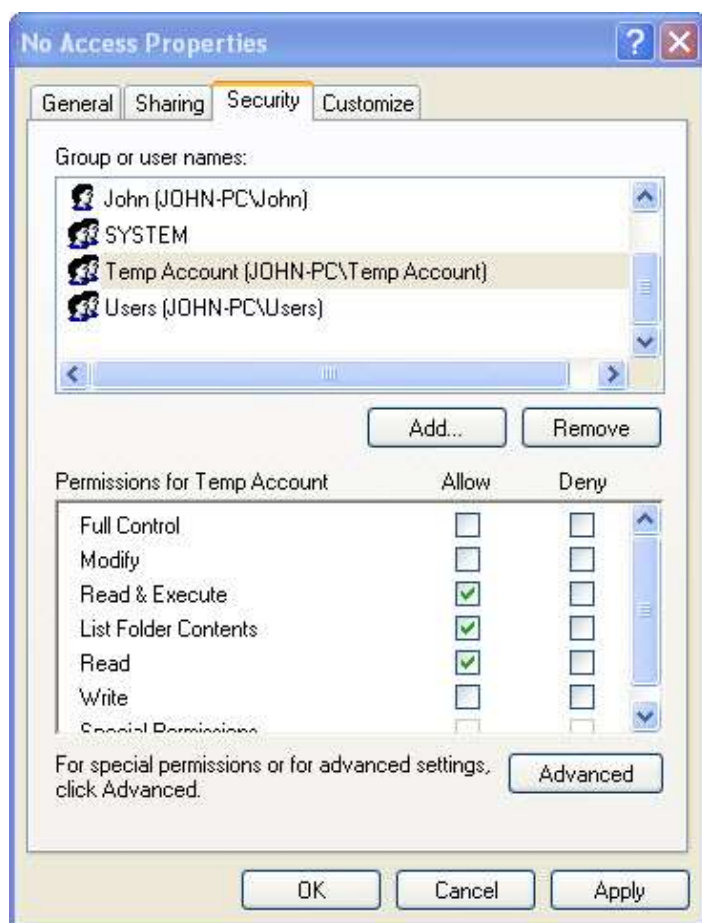 No Access Properties
General Sharing Security Customize
Group or user names:
John (JOHN-PC\John)
SYSTEM
Temp Account (JOHN-PC\Temp Account)
Users (JOHN-PC\Users)
Add... Remove
Permissions for Temp Account Allow Deny
Full Control
Modify
Read & Execute
List Folder Contents
Read
Write
Special Permissions
For special permissions or for advanced settings, Advanced
click Advanced.
OK Cancel Apply